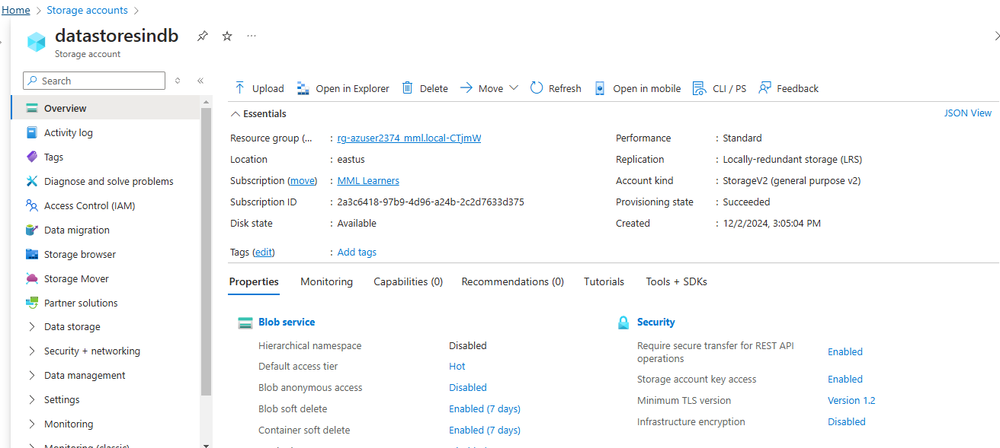 Home > Storage accounts >
datastoresindb
Storage account
Search
Upload Open in Explorer Delete Move Refresh Open in mobile CLI / PS Feedback
Overview
Activity log
Tags
Diagnose and solve problems
Access Control (IAM)
Data migration
Storage browser
Storage Mover
Partner solutions
Data storage
Security + networking
Data management
Settings
Monitoring
Monitoring (classic)
Essentials
JSON View
Resource group (... : rg-azuser2374_mml.local-CTjmW
Location : eastus
Subscription (move) : MML Learners
Subscription ID : 2a3c6418-97b9-4d96-a24b-2c2d7633d375
Disk state : Available
Tags (edit) : Add tags
Performance : Standard
Replication : Locally-redundant storage (LRS)
Account kind : StorageV2 (general purpose v2)
Provisioning state : Succeeded
Created : 12/2/2024, 3:05:04 PM
Properties Monitoring Capabilities (0) Recommendations (0) Tutorials Tools + SDKs
Blob service
Hierarchical namespace Disabled
Default access tier Hot
Blob anonymous access Disabled
Blob soft delete Enabled (7 days)
Container soft delete Enabled (7 days)
Security
Require secure transfer for REST API
operations Enabled
Storage account key access Enabled
Minimum TLS version Version 1.2
Infrastructure encryption Disabled